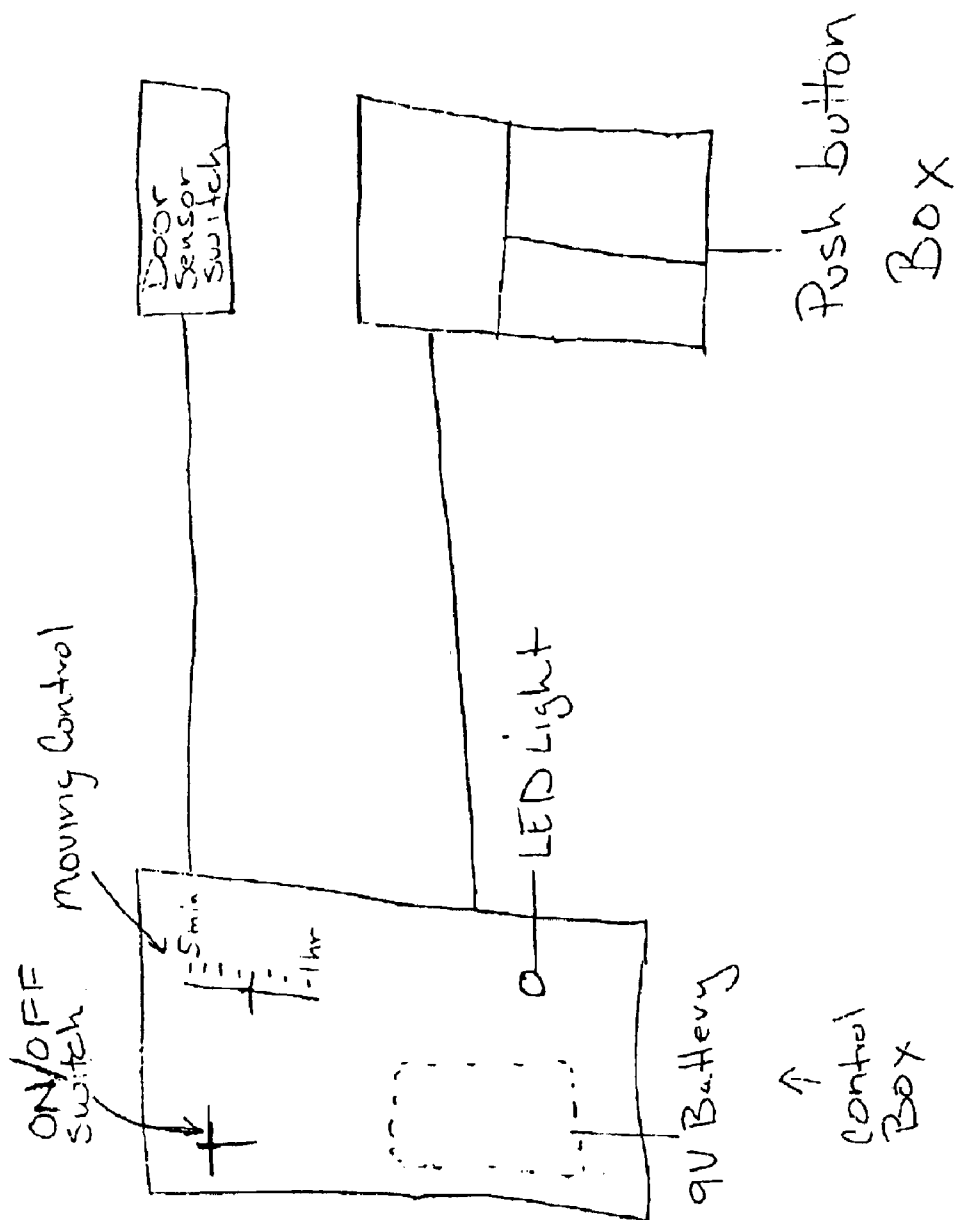 ON/OFF
Switch
Moving Control
5min
1hr
LED Light
9V Battery
Control
Box
Door
Sensor
Switch
Push button
Box